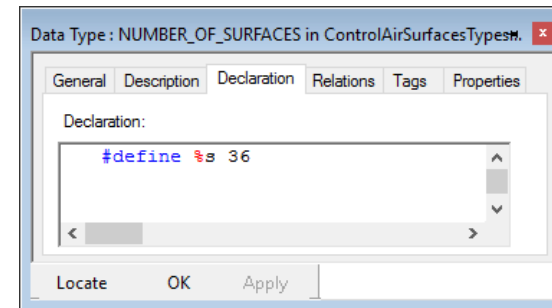 Data Type : NUMBER_OF_SURFACES in ControlAirSurfacesTypes
General Description Declaration Relations Tags Properties
Declaration:
#define %s 36
Locate OK Apply